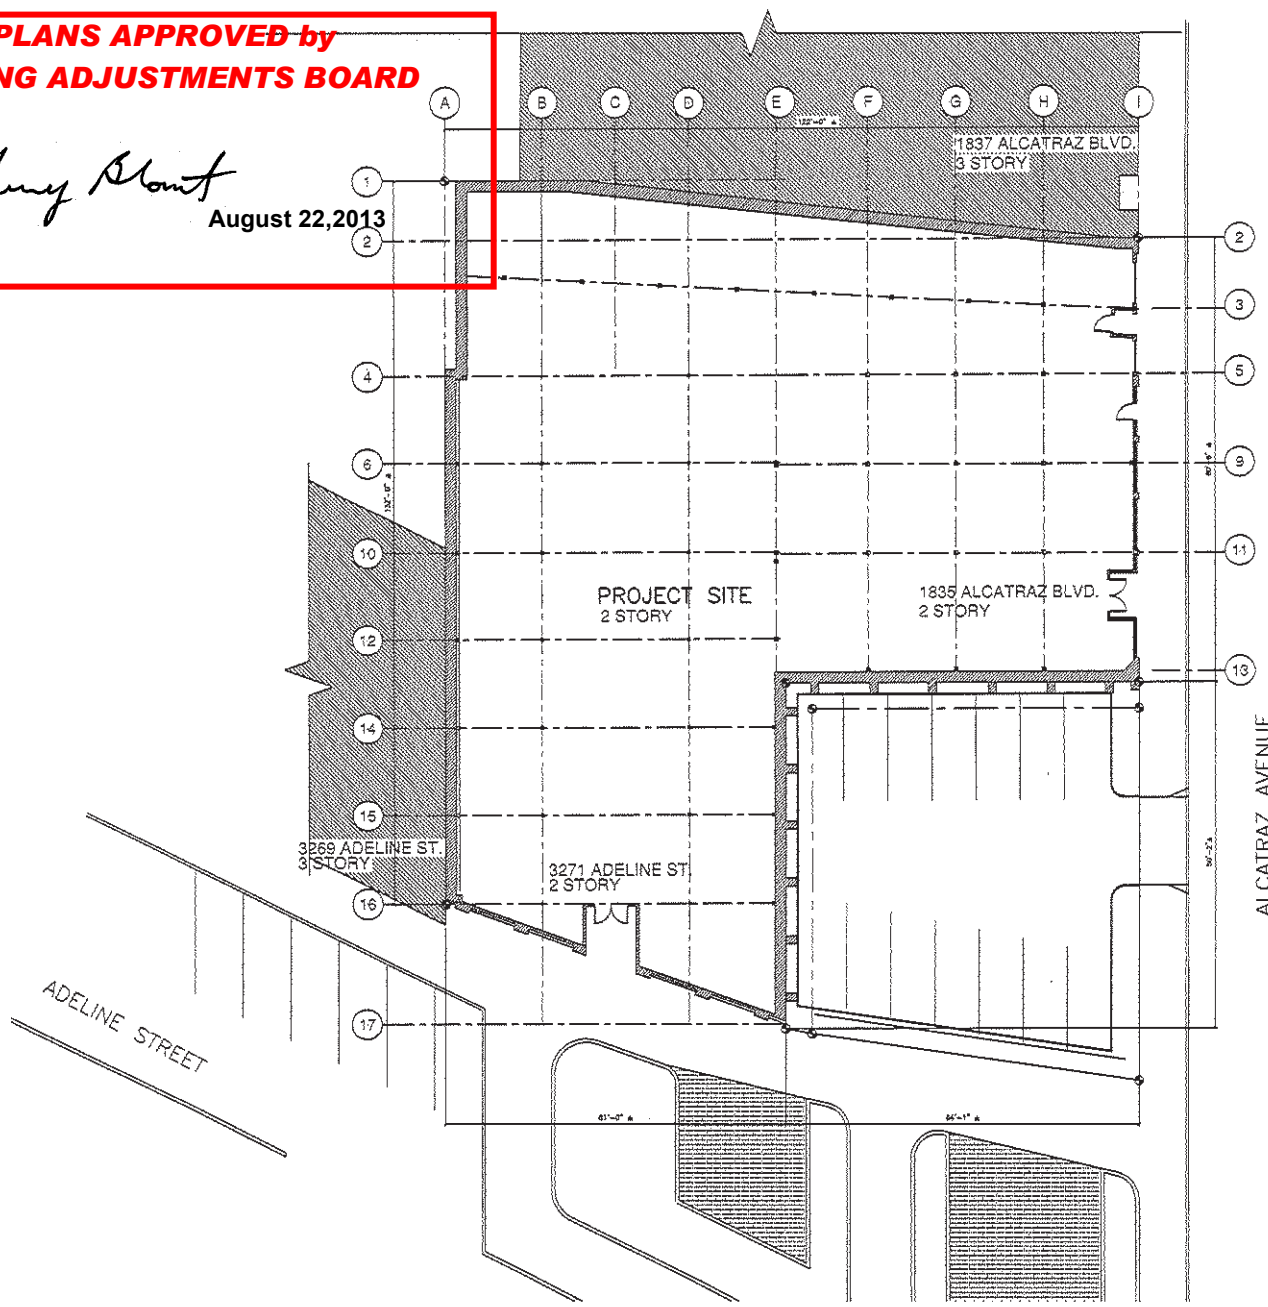 PLANS APPROVED by
NG ADJUSTMENTS BOARD
August 22,2013
A B C D E F G H I
122'-0" ±
1837 ALCATRAZ BLVD.
3 STORY
1
2
2
3
4
5
6
9
10
11
PROJECT SITE
2 STORY
1835 ALCATRAZ BLVD.
2 STORY
12
13
14
15
3269 ADELINE ST.
3 STORY
3271 ADELINE ST.
2 STORY
16
17
ADELINE STREET
ALCATRAZ AVENUE